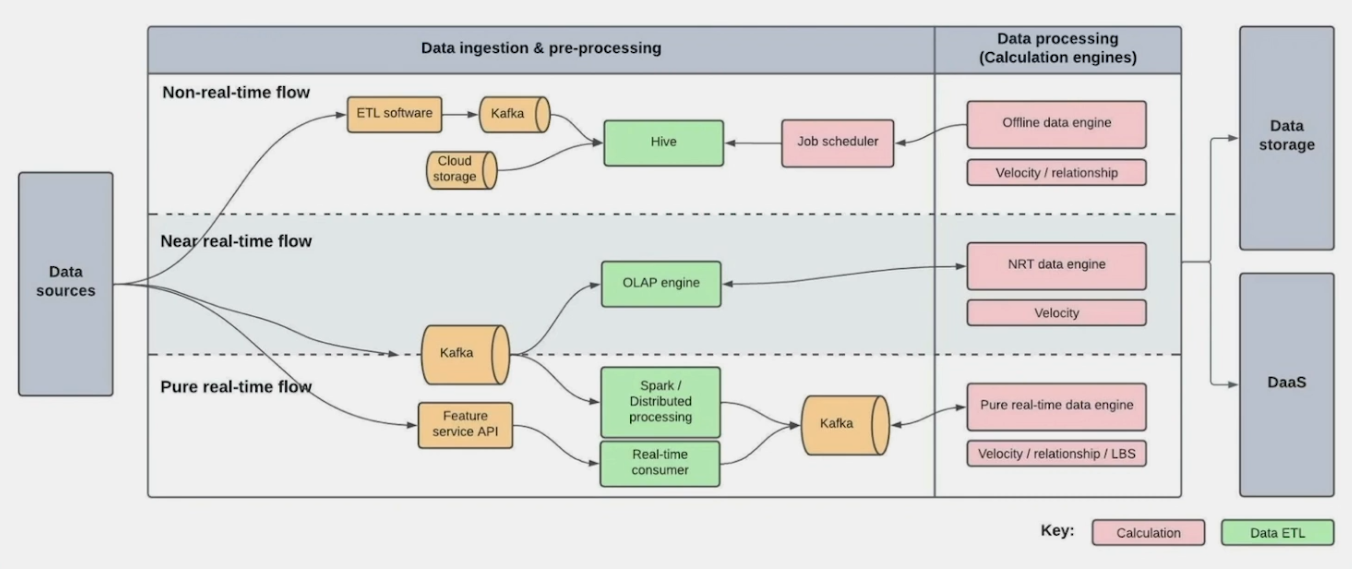 Data ingestion & pre-processing
Data processing
(Calculation engines)
Non-real-time flow
ETL software
Kafka
Cloud
storage
Hive
Job scheduler
Offline data engine
Velocity / relationship
Data
sources
Near real-time flow
OLAP engine
NRT data engine
Velocity
Kafka
Pure real-time flow
Feature
service API
Spark /
Distributed
processing
Real-time
consumer
Kafka
Pure real-time data engine
Velocity / relationship / LBS
Data
storage
DaaS
Key:
Calculation
Data ETL